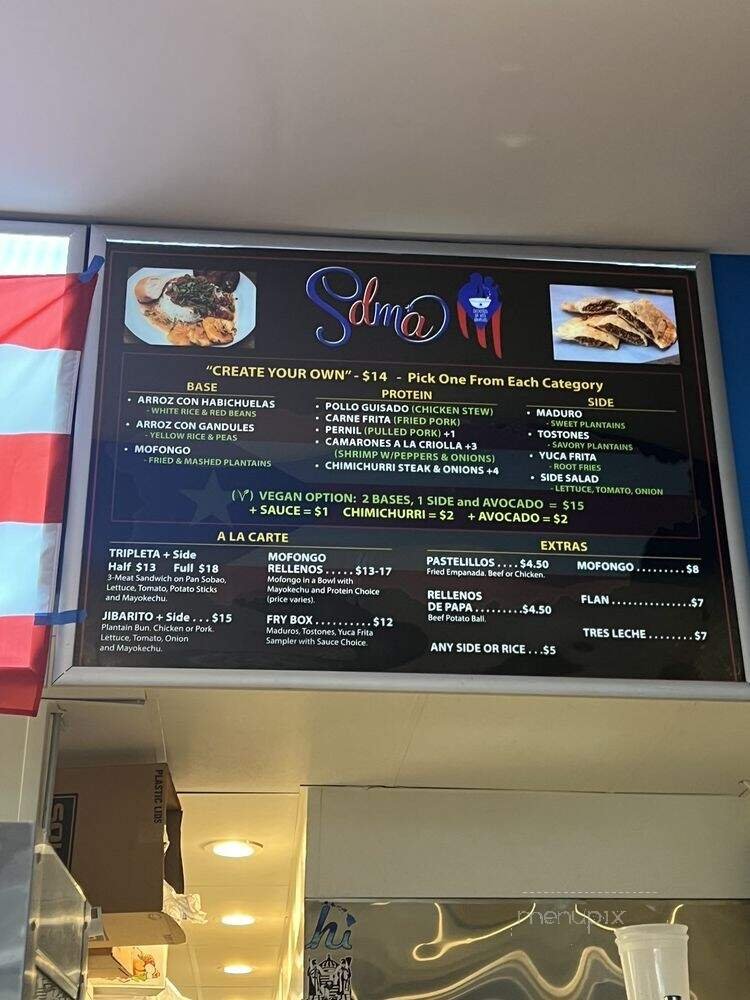 Sdma
"CREATE YOUR OWN" - $14 - Pick One From Each Category
BASE
• ARROZ CON HABICHUELAS
- WHITE RICE & RED BEANS
• ARROZ CON GANDULES
- YELLOW RICE & PEAS
• MOFONGO
- FRIED & MASHED PLANTAINS
PROTEIN
• POLLO GUISADO (CHICKEN STEW)
• CARNE FRITA (FRIED PORK)
• PERNIL (PULLED PORK) +1
• CAMARONES A LA CRIOLLA +3
(SHRIMP W/PEPPERS & ONIONS)
• CHIMICHURRI STEAK & ONIONS +4
SIDE
• MADURO
- SWEET PLANTAINS
• TOSTONES
- SAVORY PLANTAINS
• YUCA FRITA
- ROOT FRIES
• SIDE SALAD
- LETTUCE, TOMATO, ONION
(V) VEGAN OPTION: 2 BASES, 1 SIDE and AVOCADO = $15
+ SAUCE = $1 CHIMICHURRI = $2 + AVOCADO = $2
A LA CARTE
TRIPLETA + Side
Half $13 Full $18
3-Meat Sandwich on Pan Sobao,
Lettuce, Tomato, Potato Sticks
and Mayokechu.
JIBARITO + Side . . . $15
Plantain Bun. Chicken or Pork.
Lettuce, Tomato, Onion
and Mayokechu.
MOFONGO
RELLENOS . . . . . $13-17
Mofongo in a Bowl with
Mayokechu and Protein Choice
(price varies).
FRY BOX . . . . . . . . . . $12
Maduros, Tostones, Yuca Frita
Sampler with Sauce Choice.
EXTRAS
PASTELILLOS . . . . $4.50
Fried Empanada. Beef or Chicken.
RELLENOS
DE PAPA . . . . . . . . . $4.50
Beef Potato Ball.
ANY SIDE OR RICE . . . $5
MOFONGO . . . . . . . . . $8
FLAN . . . . . . . . . . . . . . $7
TRES LECHE . . . . . . . . $7
PLASTIC LIDS
hi
menupix